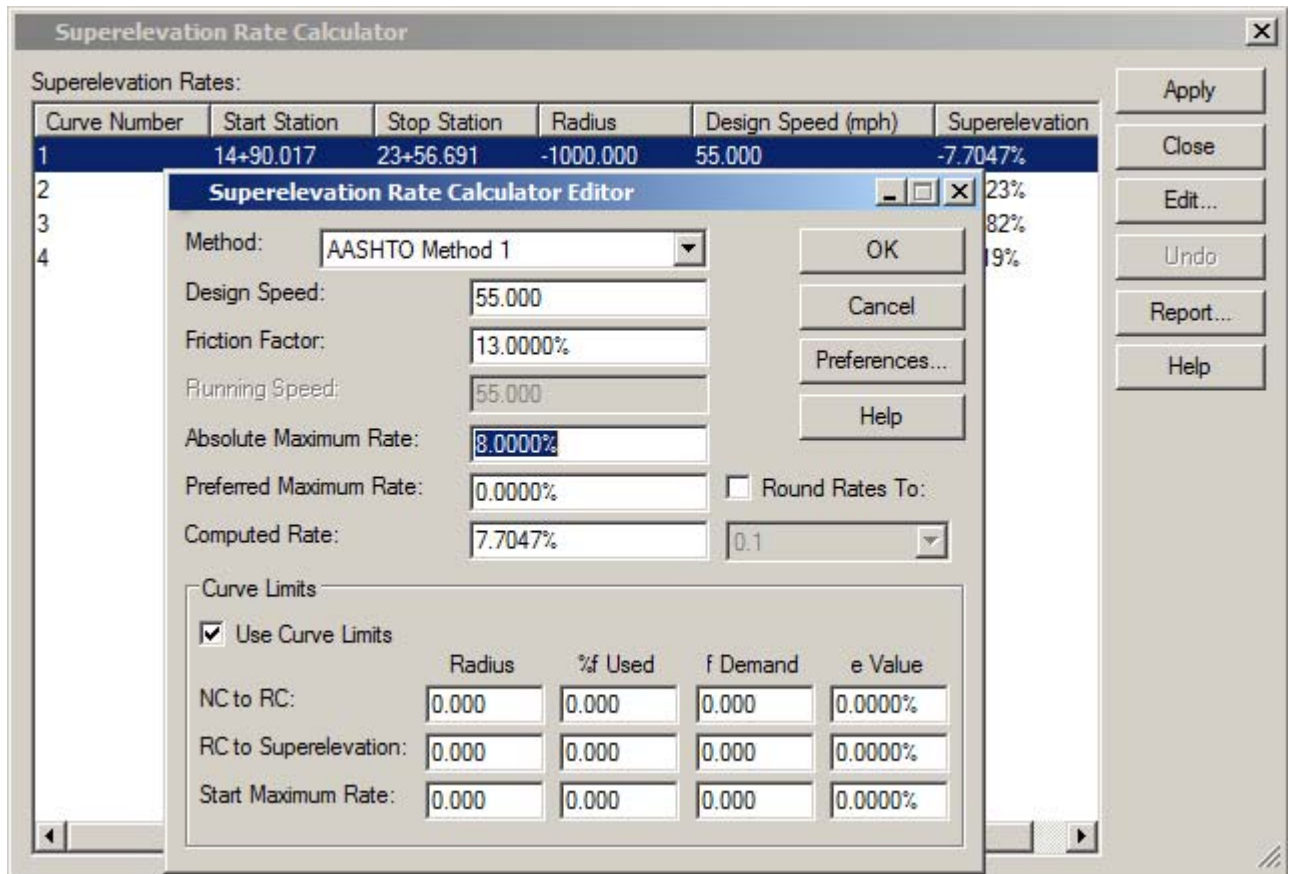 Superelevation Rate Calculator
Superelevation Rates:
Curve Number Start Station Stop Station Radius Design Speed (mph) Superelevation
1 14+90.017 23+56.691 -1000.000 55.000 -7.7047%
2 23%
3 82%
4 19%
Apply
Close
Edit...
Undo
Report...
Help
Superelevation Rate Calculator Editor
Method: AASHTO Method 1
Design Speed: 55.000
Friction Factor: 13.0000%
Running Speed: 55.000
Absolute Maximum Rate: 8.0000%
Preferred Maximum Rate: 0.0000%
Computed Rate: 7.7047%
OK
Cancel
Preferences...
Help
Round Rates To:
0.1
Curve Limits
Use Curve Limits
Radius %f Used f Demand e Value
NC to RC: 0.000 0.000 0.000 0.0000%
RC to Superelevation: 0.000 0.000 0.000 0.0000%
Start Maximum Rate: 0.000 0.000 0.000 0.0000%